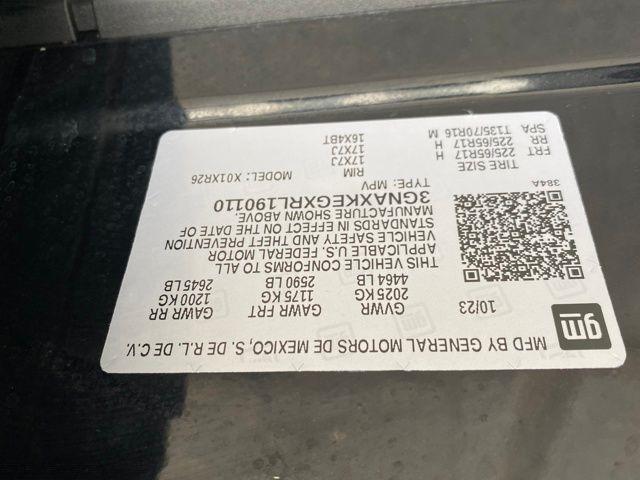 MFD BY GENERAL MOTORS DE MEXICO, S. DE R.L. DE C.V.
gm
10/23 GVWR GAWR FRT GAWR RR
2025 KG 1175 KG 1200 KG
4464 LB 2590 LB 2645 LB
THIS VEHICLE CONFORMS TO ALL
APPLICABLE U.S. FEDERAL MOTOR
VEHICLE SAFETY AND THEFT PREVENTION
STANDARDS IN EFFECT ON THE DATE OF
MANUFACTURE SHOWN ABOVE.
3GNAXKEGXRL190110
TYPE: MPV MODEL: X01XR26
384A
TIRE SIZE RIM
FRT 225/65R17 H 17X7J
RR 225/65R17 H 17X7J
SPA T135/70R16 M 16X4BT